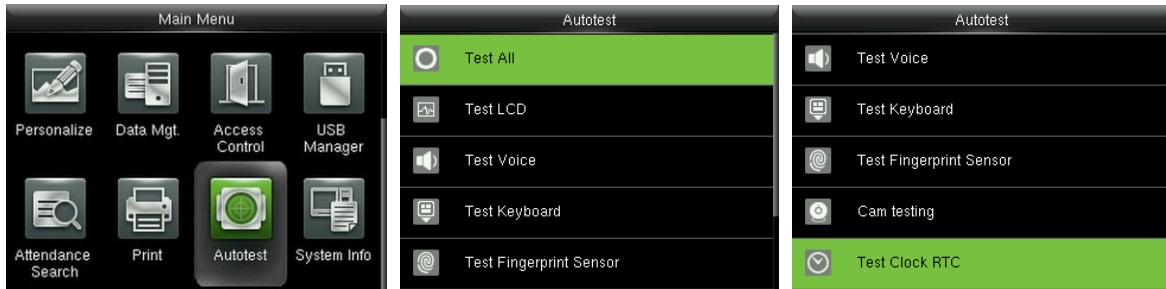 Main Menu
Personalize
Data Mgt.
Access
Control
USB
Manager
Attendance
Search
Print
Autotest
System Info
Autotest
Test All
Test LCD
Test Voice
Test Keyboard
Test Fingerprint Sensor
Autotest
Test Voice
Test Keyboard
Test Fingerprint Sensor
Cam testing
Test Clock RTC